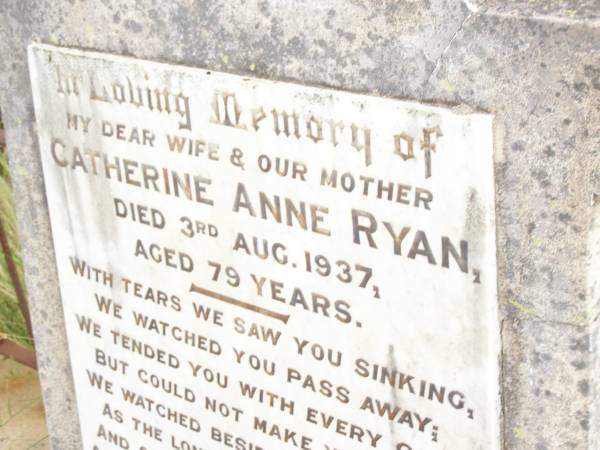 In Loving Memory of
MY DEAR WIFE & OUR MOTHER
CATHERINE ANNE RYAN,
DIED 3RD AUG. 1937,
AGED 79 YEARS.
WITH TEARS WE SAW YOU SINKING,
WE WATCHED YOU PASS AWAY;
WE TENDED YOU WITH EVERY
BUT COULD NOT MAKE
WE WATCHED
AS THE
AND